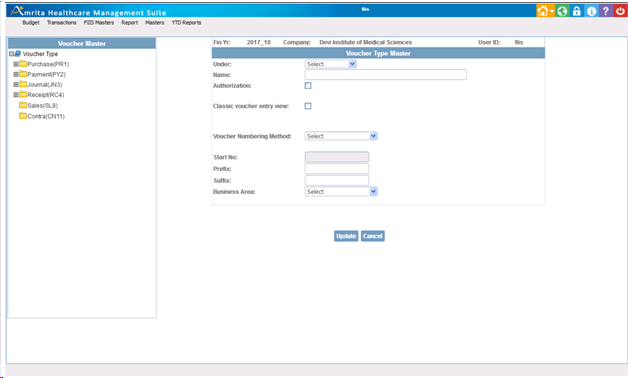 Amrita Healthcare Management Suite
fiis
Budget Transactions FIIS Masters Report Masters YTD Reports
Voucher Master
Voucher Type
Purchase(PR1)
Payment(PY2)
Journal(JN3)
Receipt(RC4)
Sales(SL8)
Contra(CN11)
Fin Yr: 2017_18 Company: Devi Institute of Medical Sciences User ID: fiis
Voucher Type Master
Under: Select
Name:
Authorization:
Classic voucher entry view:
Voucher Numbering Method: Select
Start No:
Prefix:
Suffix:
Business Area: Select
Update Cancel